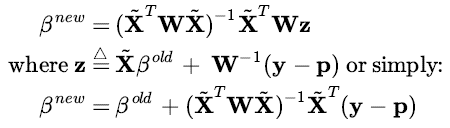 β^new = (X̃^T W X̃)^−1 X̃^T W z
where z ≜ X̃ β^old + W^−1 (y − p) or simply:
β^new = β^old + (X̃^T W X̃)^−1 X̃^T (y − p)